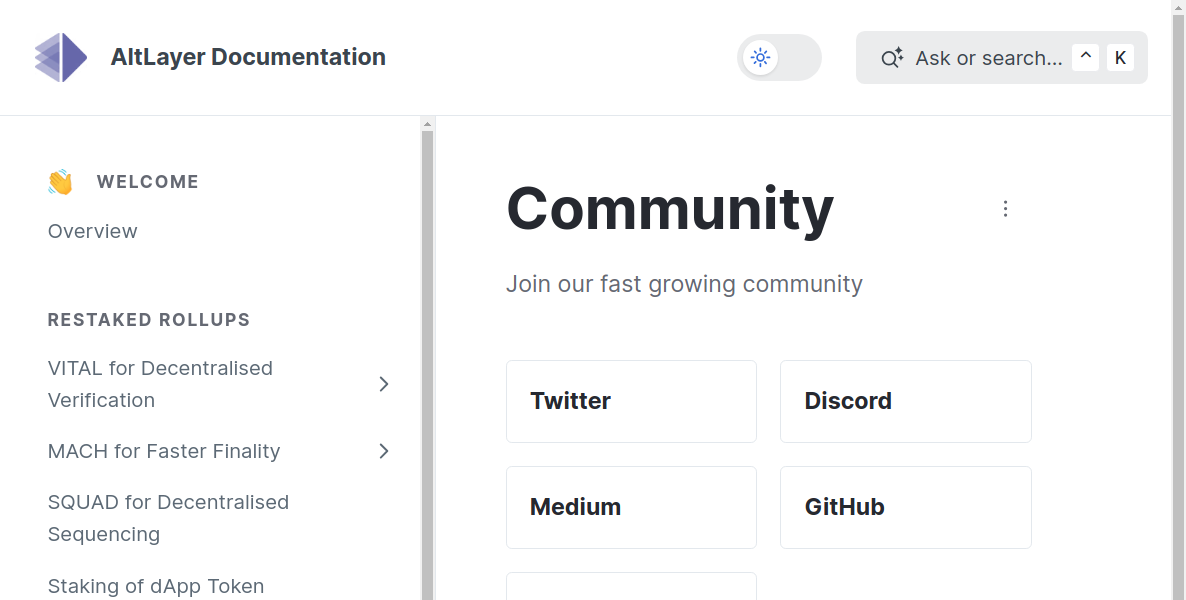 AltLayer Documentation
Ask or search... ^ K
WELCOME
Overview
RESTAKED ROLLUPS
VITAL for Decentralised
Verification
MACH for Faster Finality
SQUAD for Decentralised
Sequencing
Staking of dApp Token
Community
Join our fast growing community
Twitter
Discord
Medium
GitHub